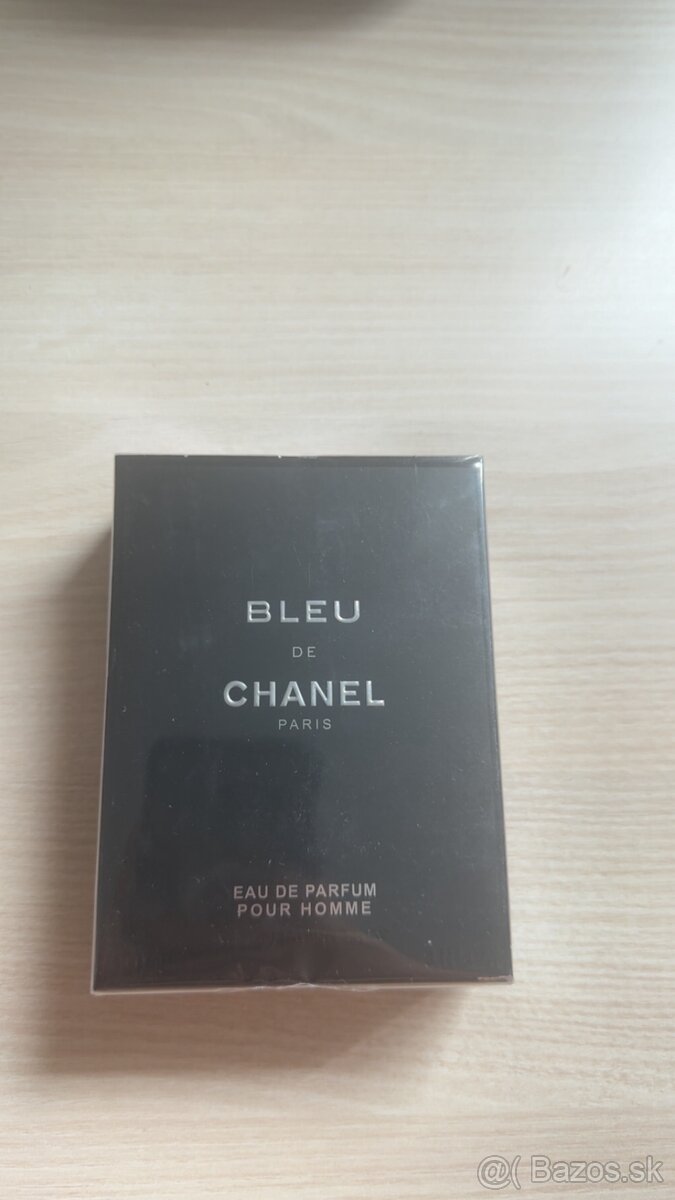 BLEU
DE
CHANEL
PARIS
EAU DE PARFUM
POUR HOMME
@( Bazos.sk